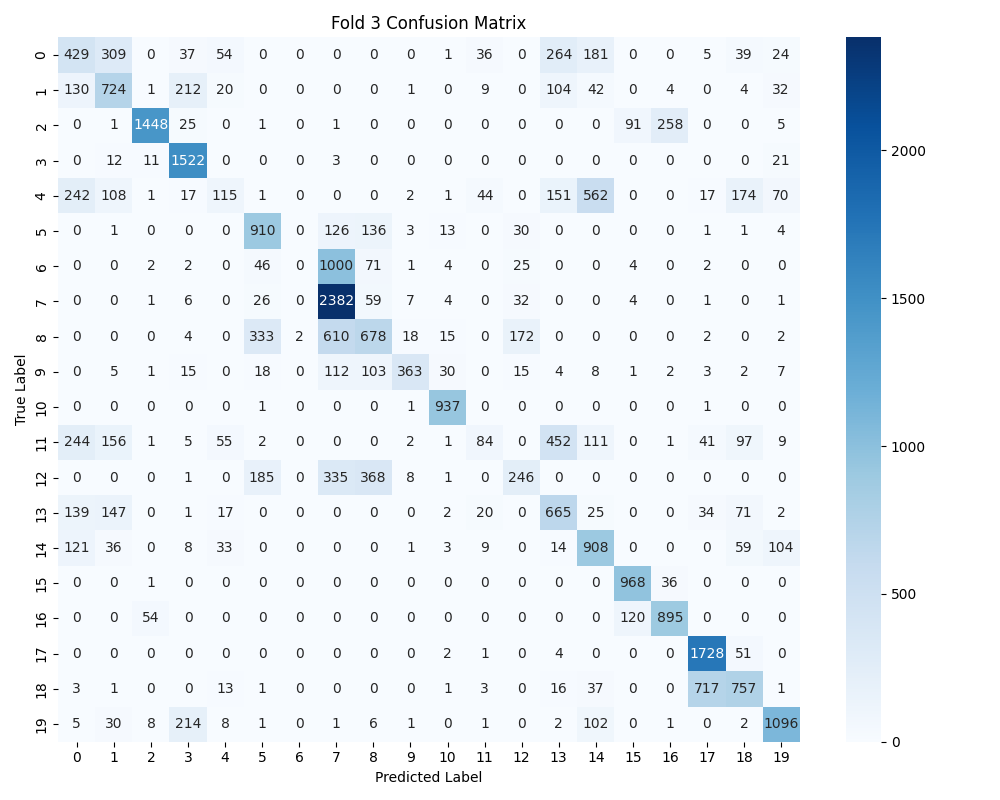 Fold 3 Confusion Matrix
0 429 309 0 37 54 0 0 0 0 0 1 36 0 264 181 0 0 5 39 24
1 130 724 1 212 20 0 0 0 0 1 0 9 0 104 42 0 4 0 4 32
2 0 1 1448 25 0 1 0 1 0 0 0 0 0 0 0 91 258 0 0 5
3 0 12 11 1522 0 0 0 3 0 0 0 0 0 0 0 0 0 0 0 21
4 242 108 1 17 115 1 0 0 0 2 1 44 0 151 562 0 0 17 174 70
5 0 1 0 0 0 910 0 126 136 3 13 0 30 0 0 0 0 1 1 4
6 0 0 2 2 0 46 0 1000 71 1 4 0 25 0 0 4 0 2 0 0
7 0 0 1 6 0 26 0 2382 59 7 4 0 32 0 0 4 0 1 0 1
8 0 0 0 4 0 333 2 610 678 18 15 0 172 0 0 0 0 2 0 2
9 0 5 1 15 0 18 0 112 103 363 30 0 15 4 8 1 2 3 2 7
10 0 0 0 0 0 1 0 0 0 1 937 0 0 0 0 0 0 1 0 0
11 244 156 1 5 55 2 0 0 0 2 1 84 0 452 111 0 1 41 97 9
12 0 0 0 1 0 185 0 335 368 8 1 0 246 0 0 0 0 0 0 0
13 139 147 0 1 17 0 0 0 0 0 2 20 0 665 25 0 0 34 71 2
14 121 36 0 8 33 0 0 0 0 1 3 9 0 14 908 0 0 0 59 104
15 0 0 1 0 0 0 0 0 0 0 0 0 0 0 0 968 36 0 0 0
16 0 0 54 0 0 0 0 0 0 0 0 0 0 0 0 120 895 0 0 0
17 0 0 0 0 0 0 0 0 0 0 2 1 0 4 0 0 0 1728 51 0
18 3 1 0 0 13 1 0 0 0 0 1 3 0 16 37 0 0 717 757 1
19 5 30 8 214 8 1 0 1 6 1 0 1 0 2 102 0 1 0 2 1096
0 1 2 3 4 5 6 7 8 9 10 11 12 13 14 15 16 17 18 19
Predicted Label
True Label
2000
1500
1000
500
0